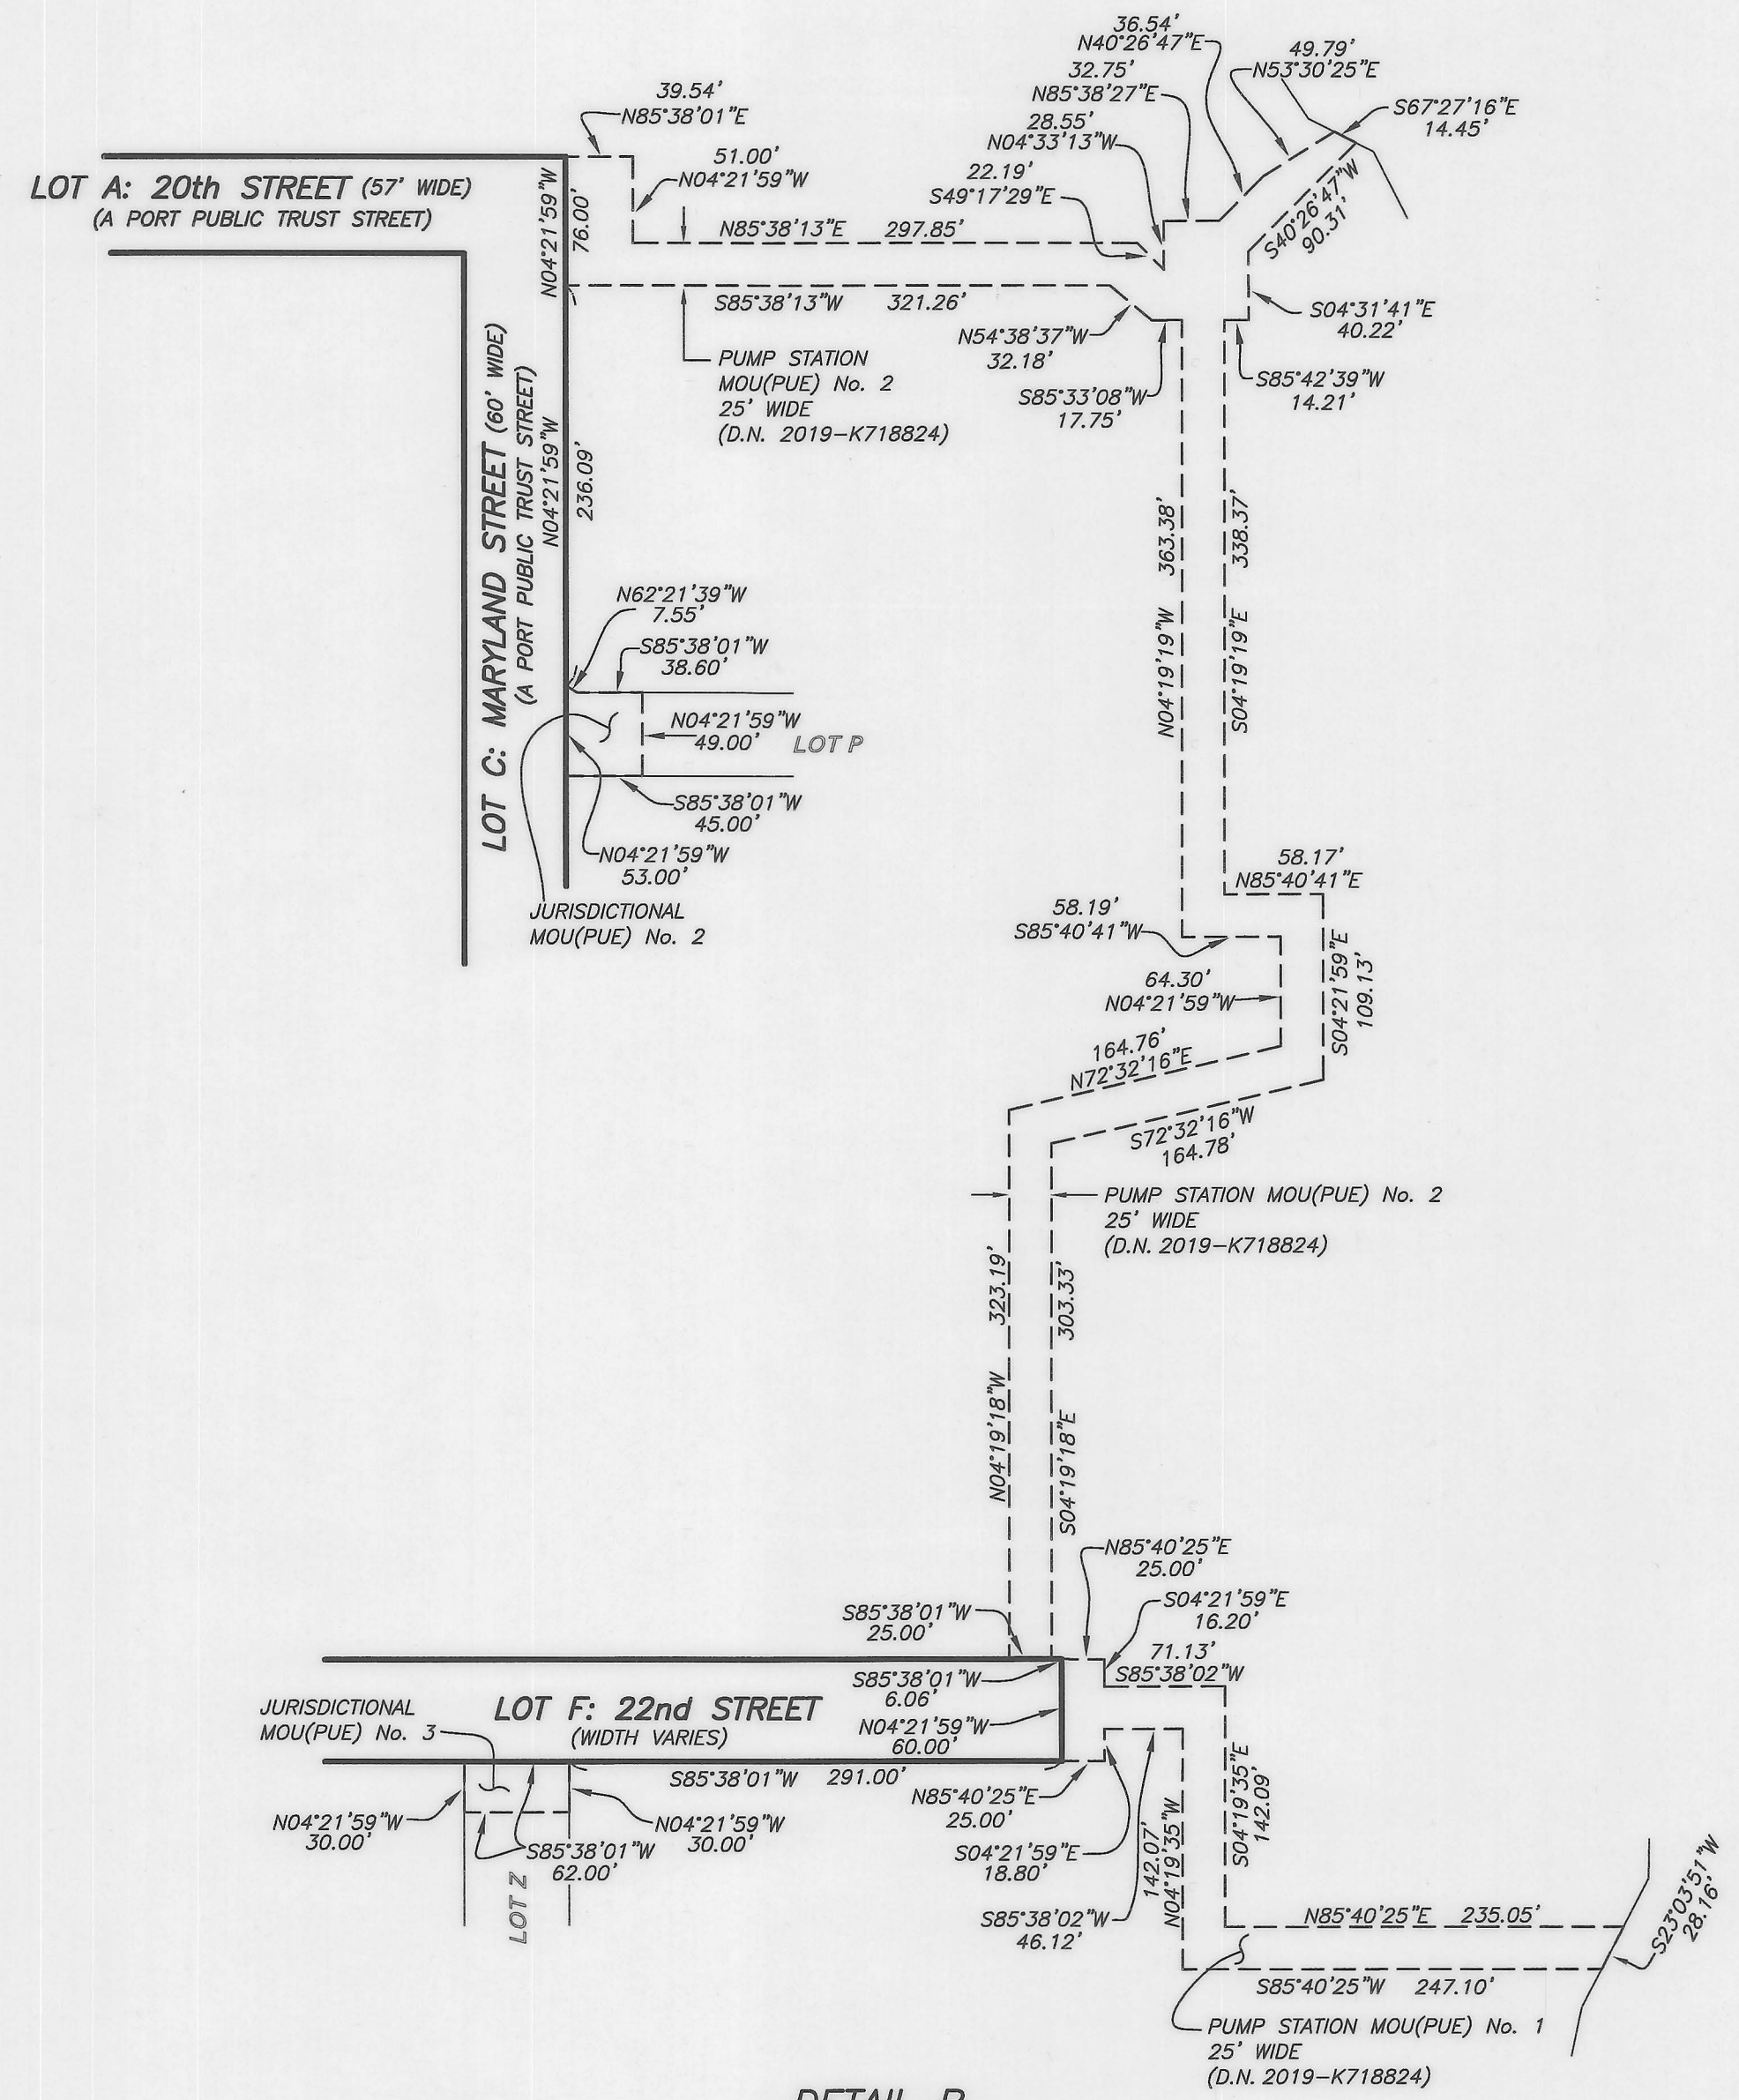 36.54'
N40°26'47"E
49.79'
N53°30'25"E
32.75'
N85°38'27"E
S67°27'16"E
14.45'
39.54'
N85°38'01"E
28.55'
N04°33'13"W
51.00'
N04°21'59"W
22.19'
S49°17'29"E
S40°26'47"W
90.31'
LOT A: 20th STREET (57' WIDE)
(A PORT PUBLIC TRUST STREET)
N04°21'59"W
76.00'
N85°38'13"E 297.85'
S85°38'13"W 321.26'
S04°31'41"E
40.22'
N54°38'37"W
32.18'
PUMP STATION
MOU(PUE) No. 2
25' WIDE
(D.N. 2019-K718824)
S85°33'08"W
17.75'
S85°42'39"W
14.21'
LOT C: MARYLAND STREET (60' WIDE)
(A PORT PUBLIC TRUST STREET)
N04°21'59"W
236.09'
N04°19'19"W 363.38'
S04°19'19"E 338.37'
N62°21'39"W
7.55'
S85°38'01"W
38.60'
N04°21'59"W
49.00'
LOT P
S85°38'01"W
45.00'
N04°21'59"W
53.00'
JURISDICTIONAL
MOU(PUE) No. 2
58.17'
N85°40'41"E
58.19'
S85°40'41"W
S04°21'59"E
109.13'
64.30'
N04°21'59"W
164.76'
N72°32'16"E
S72°32'16"W
164.78'
PUMP STATION MOU(PUE) No. 2
25' WIDE
(D.N. 2019-K718824)
N04°19'18"W 323.19'
S04°19'18"E 303.33'
N85°40'25"E
25.00'
S04°21'59"E
16.20'
S85°38'01"W
25.00'
71.13'
S85°38'02"W
S85°38'01"W
6.06'
JURISDICTIONAL
MOU(PUE) No. 3
LOT F: 22nd STREET
(WIDTH VARIES)
N04°21'59"W
60.00'
S85°38'01"W 291.00'
N85°40'25"E
25.00'
S04°19'35"E
142.09'
142.07'
N04°19'35"W
N04°21'59"W
30.00'
N04°21'59"W
30.00'
S85°38'01"W
62.00'
S04°21'59"E
18.80'
LOT Z
S85°38'02"W
46.12'
N85°40'25"E 235.05'
S23°03'51"W
28.16'
S85°40'25"W 247.10'
PUMP STATION MOU(PUE) No. 1
25' WIDE
(D.N. 2019-K718824)
DETAIL